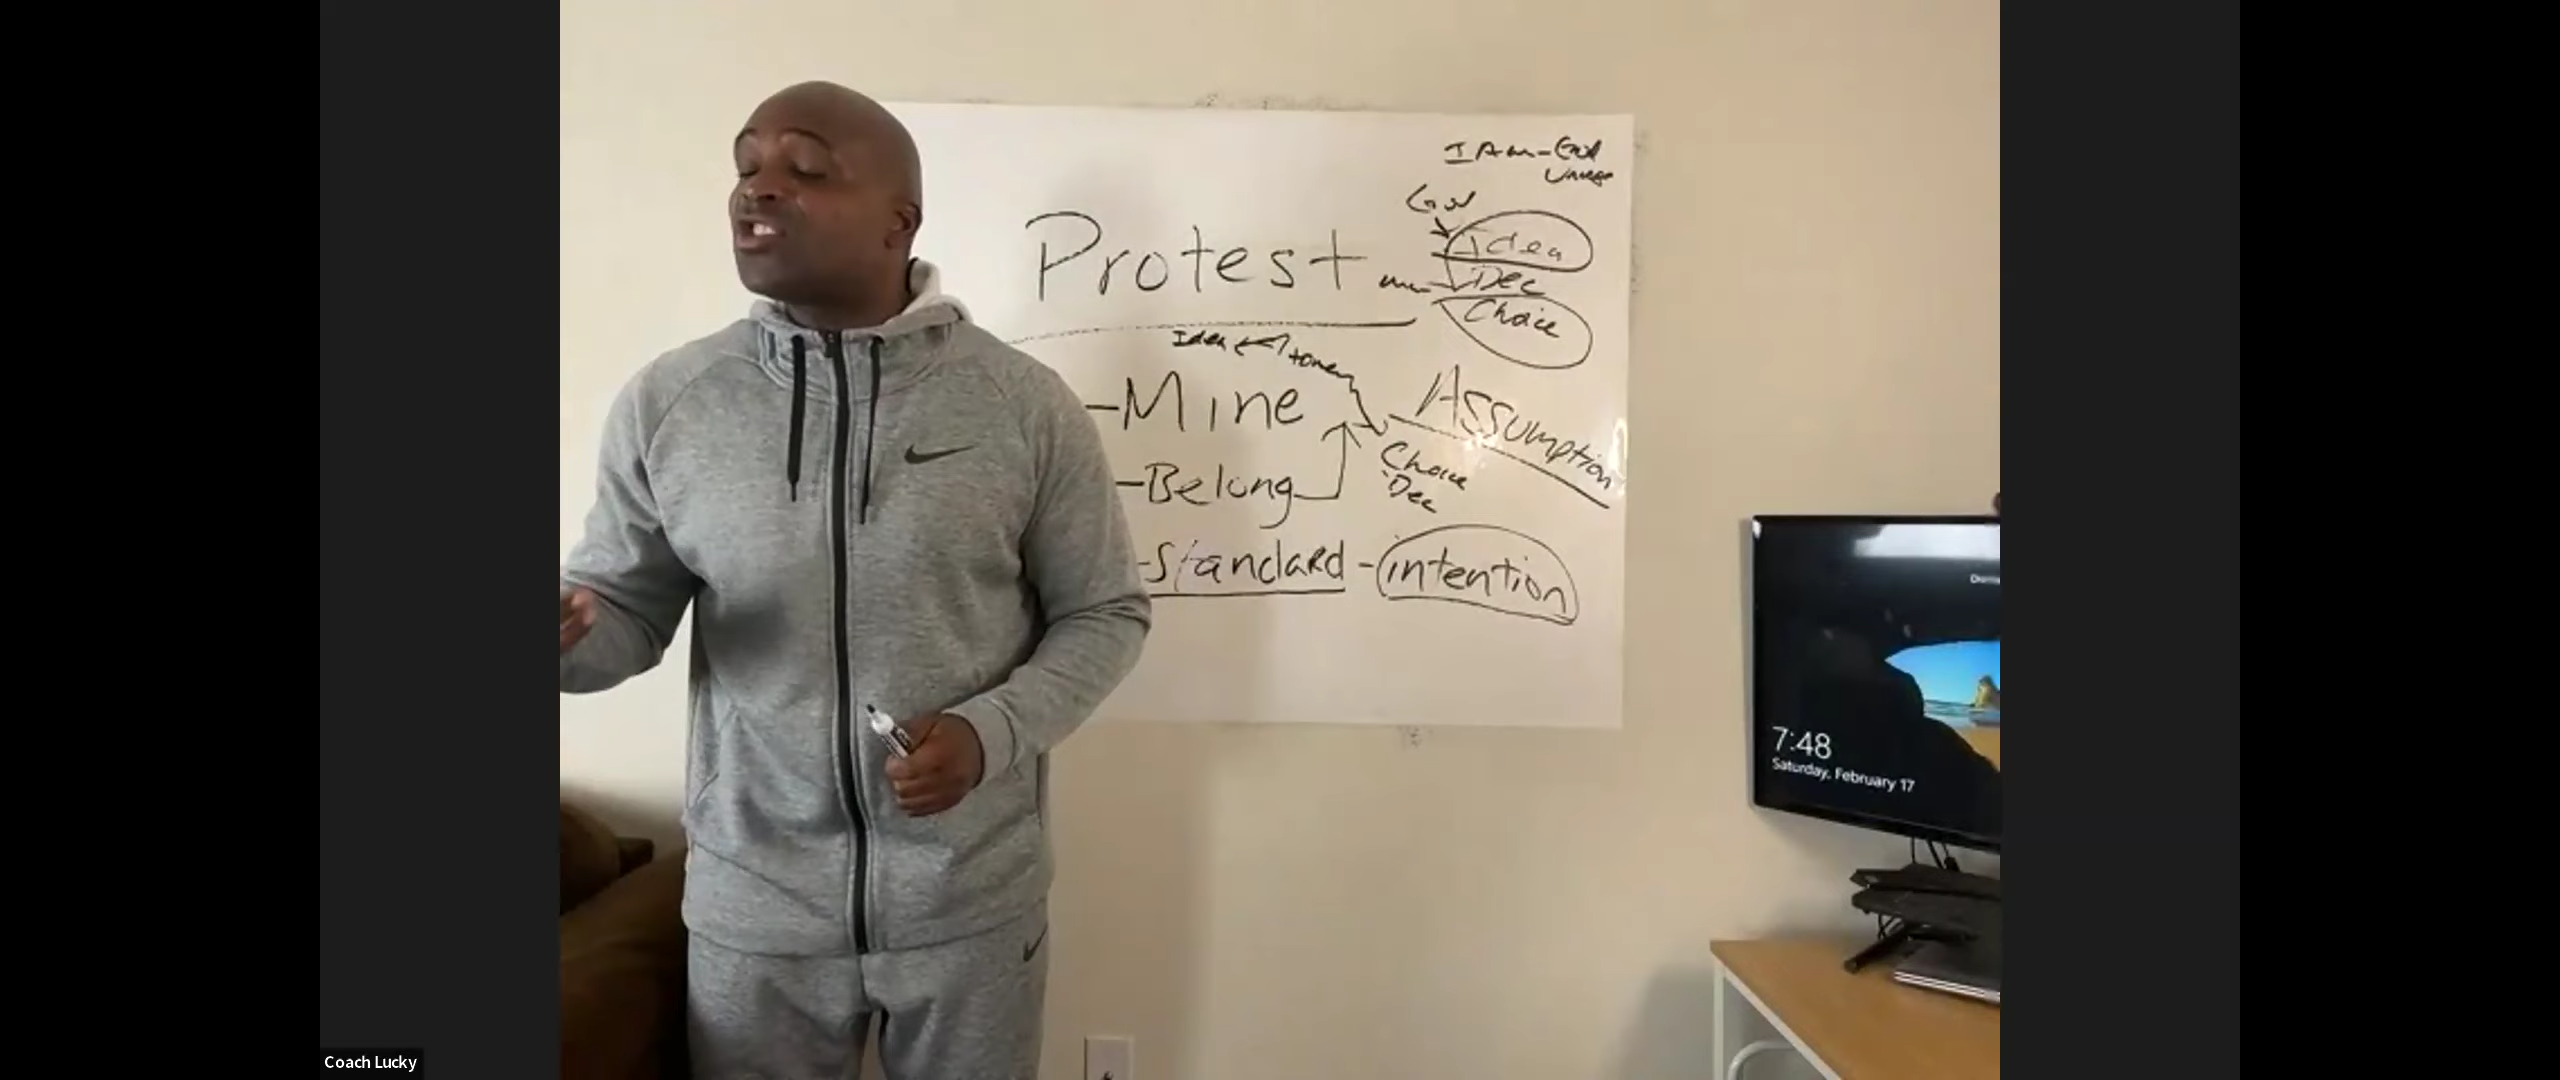 I Am - God
God
Idea
Protest
Dec
Choice
Idea
Mine
Assumption
Choice
Dec
- Belong
- Standard - intention
7:48
Saturday, February 17
Coach Lucky